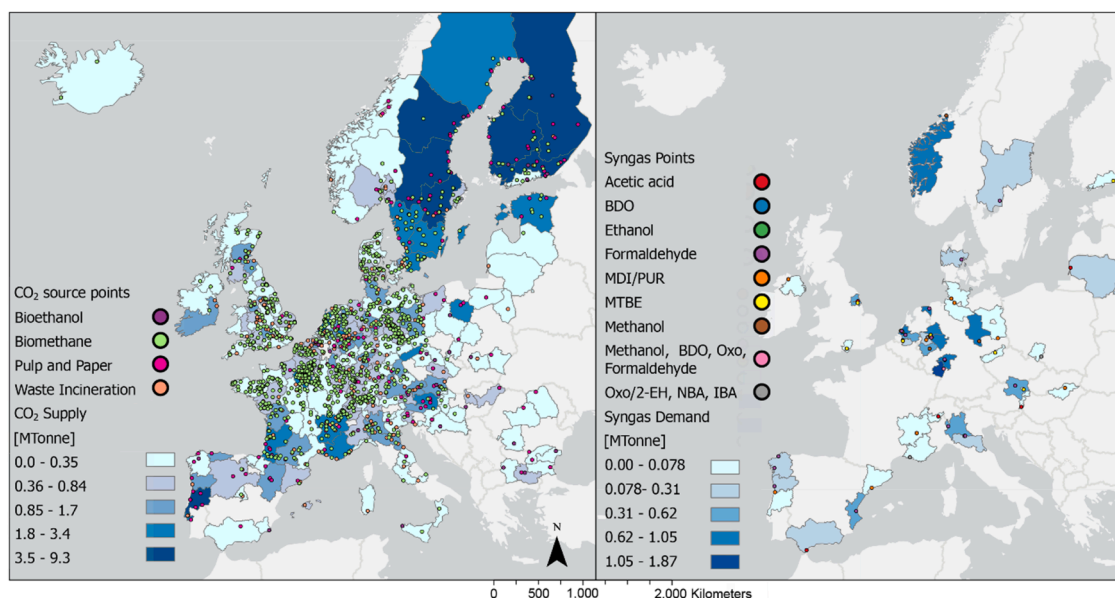 CO2 source points
Bioethanol
Biomethane
Pulp and Paper
Waste Incineration
CO2 Supply
[MTonne]
0.0 - 0.35
0.36 - 0.84
0.85 - 1.7
1.8 - 3.4
3.5 - 9.3
N
Syngas Points
Acetic acid
BDO
Ethanol
Formaldehyde
MDI/PUR
MTBE
Methanol
Methanol, BDO, Oxo,
Formaldehyde
Oxo/2-EH, NBA, IBA
Syngas Demand
[MTonne]
0.00 - 0.078
0.078- 0.31
0.31 - 0.62
0.62 - 1.05
1.05 - 1.87
0 500 1.000 2.000 Kilometers